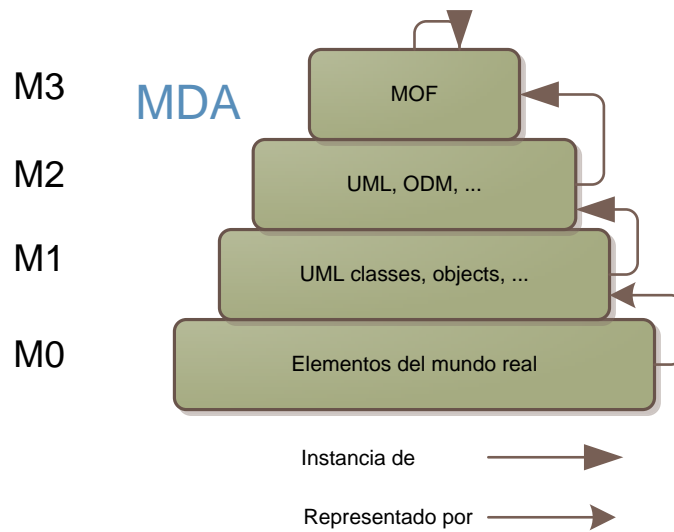 M3
MDA
MOF
M2
UML, ODM, ...
M1
UML classes, objects, ...
M0
Elementos del mundo real
Instancia de
Representado por